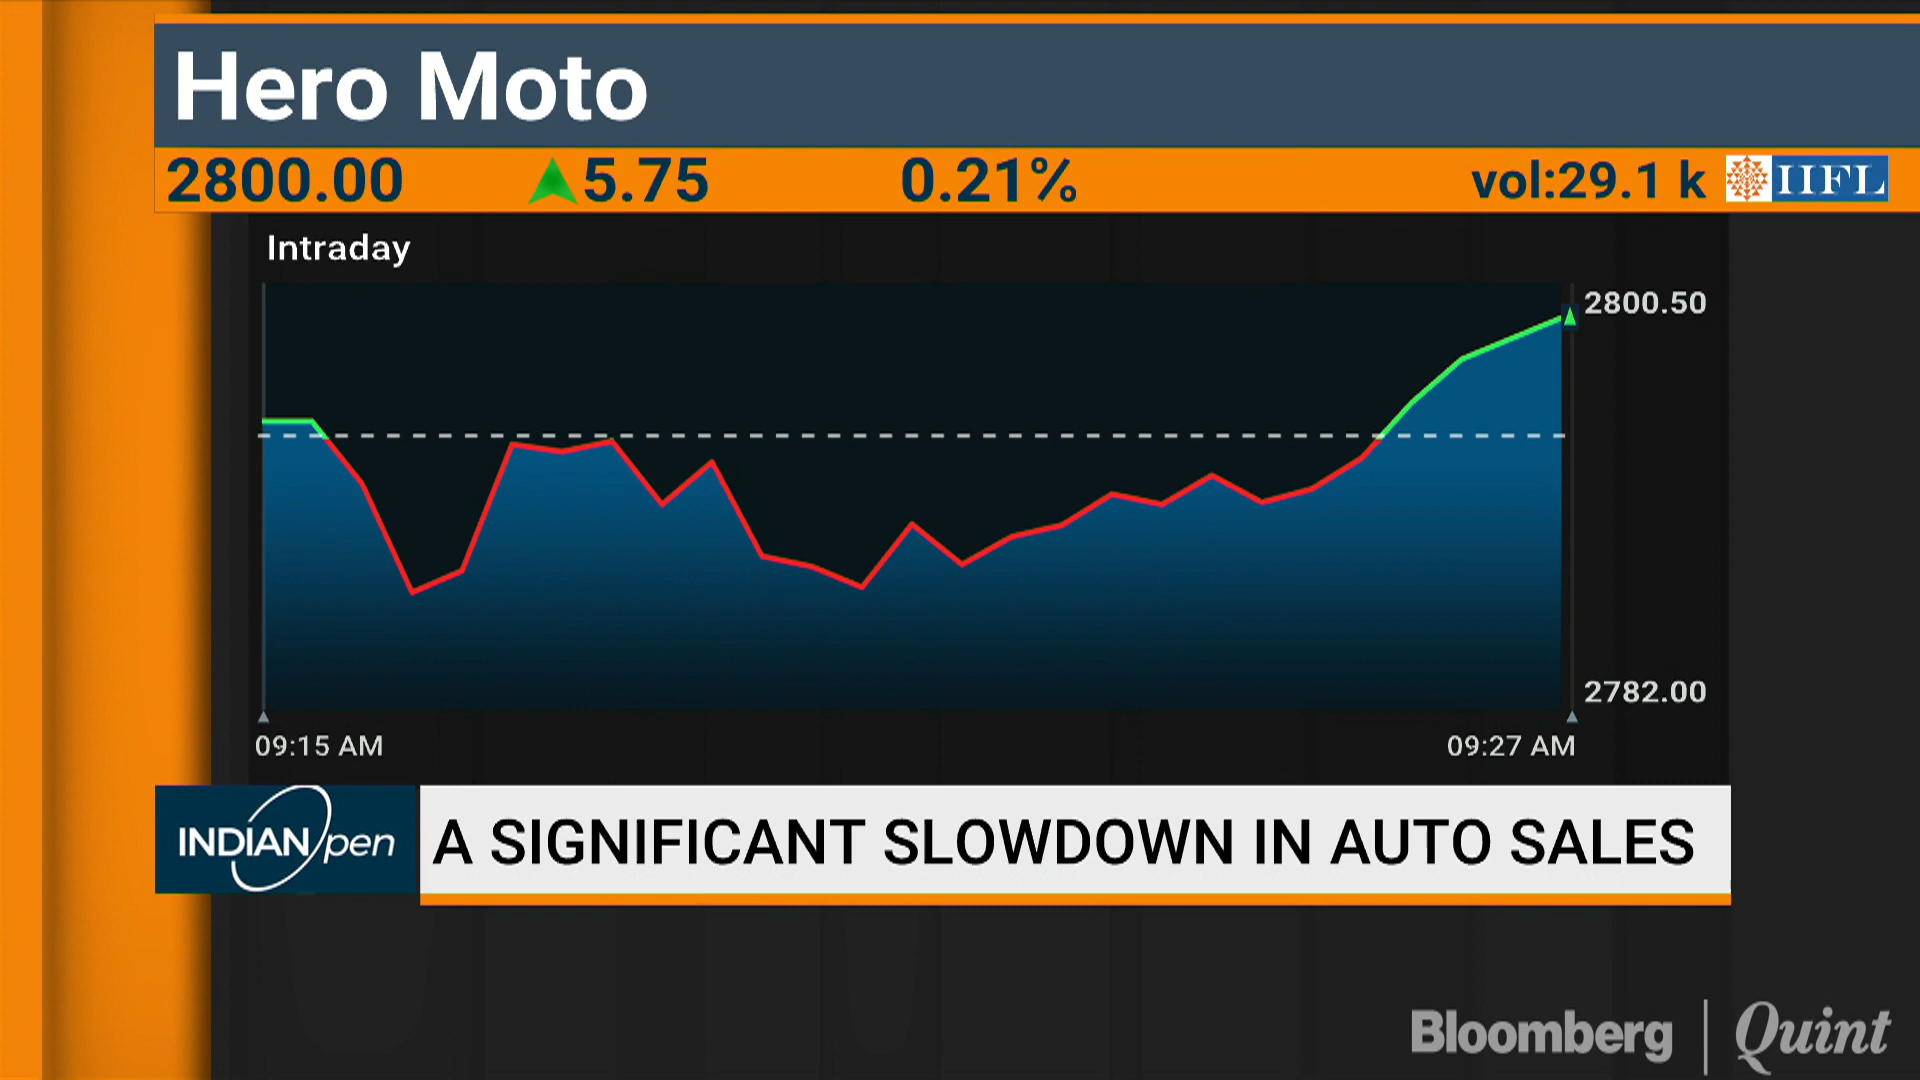 Hero Moto
2800.00 ▲5.75 0.21% vol:29.1 k IIFL
Intraday
2800.50
2782.00
09:15 AM 09:27 AM
INDIAN Open A SIGNIFICANT SLOWDOWN IN AUTO SALES
Bloomberg | Quint